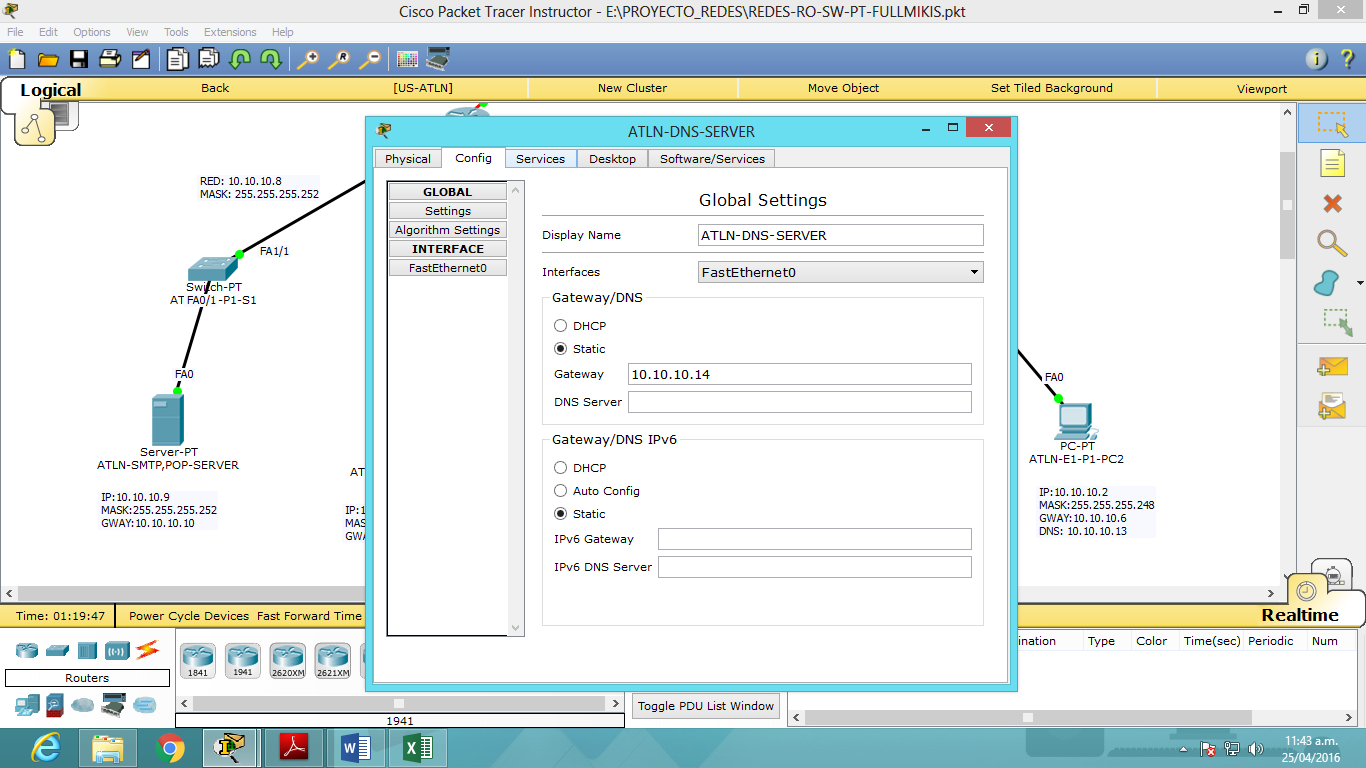 Cisco Packet Tracer Instructor - E:\PROYECTO_REDES\REDES-RO-SW-PT-FULLMIKIS.pkt
File Edit Options View Tools Extensions Help
Logical Back [US-ATLN] New Cluster Move Object Set Tiled Background Viewport
RED: 10.10.10.8
MASK: 255.255.255.252
FA1/1
Switch-PT
AT FA0/1-P1-S1
FA0
Server-PT
ATLN-SMTP,POP-SERVER
IP:10.10.10.9
MASK:255.255.255.252
GWAY:10.10.10.10
AT
IP:1
MAS
GWA
ATLN-DNS-SERVER
Physical Config Services Desktop Software/Services
GLOBAL
Settings
Algorithm Settings
INTERFACE
FastEthernet0
Global Settings
Display Name ATLN-DNS-SERVER
Interfaces FastEthernet0
Gateway/DNS
DHCP
Static
Gateway 10.10.10.14
DNS Server
Gateway/DNS IPv6
DHCP
Auto Config
Static
IPv6 Gateway
IPv6 DNS Server
FA0
PC-PT
ATLN-E1-P1-PC2
IP:10.10.10.2
MASK:255.255.255.248
GWAY:10.10.10.6
DNS: 10.10.10.13
Time: 01:19:47 Power Cycle Devices Fast Forward Time
Realtime
Routers
1841 1941 2620XM 2621XM
1941
Toggle PDU List Window
ination Type Color Time(sec) Periodic Num
11:43 a.m.
25/04/2016